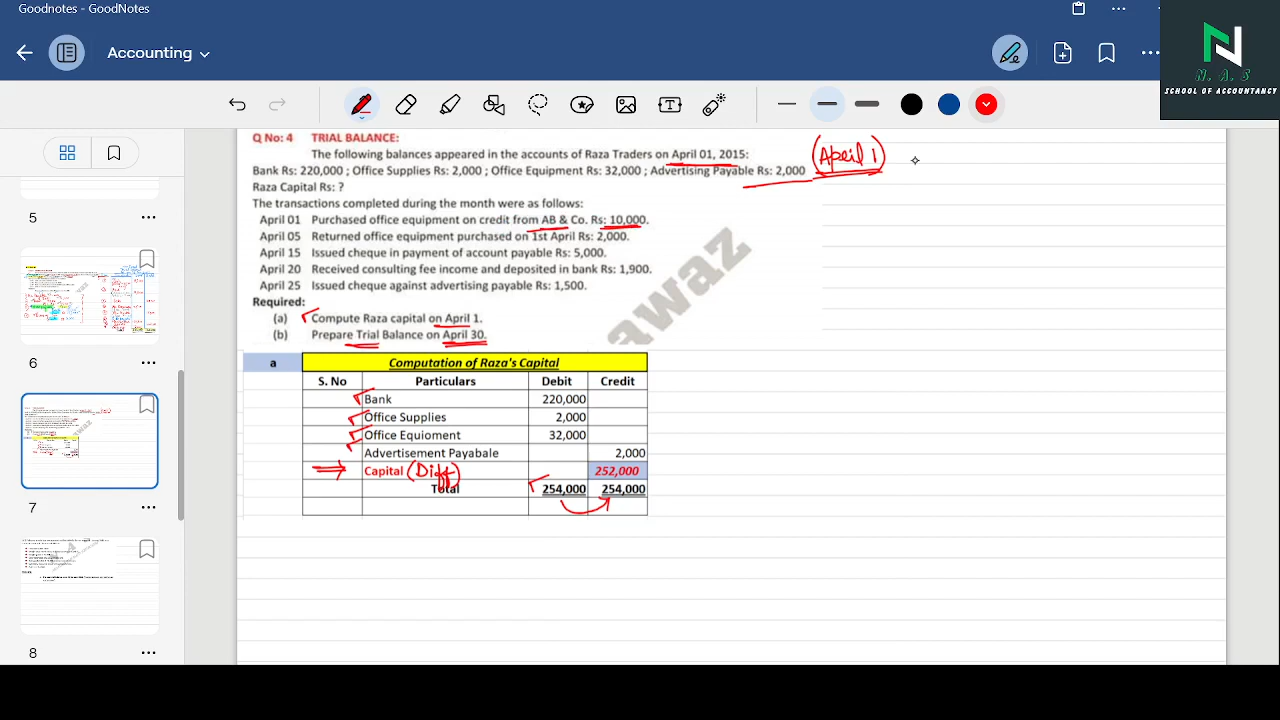 Goodnotes - GoodNotes
Accounting
N. A. S
SCHOOL OF ACCOUNTANCY
Q No: 4 TRIAL BALANCE:
The following balances appeared in the accounts of Raza Traders on April 01, 2015:
(April 1)
Bank Rs: 220,000 ; Office Supplies Rs: 2,000 ; Office Equipment Rs: 32,000 ; Advertising Payable Rs: 2,000
Raza Capital Rs: ?
The transactions completed during the month were as follows:
April 01 Purchased office equipment on credit from AB & Co. Rs: 10,000.
April 05 Returned office equipment purchased on 1st April Rs: 2,000.
April 15 Issued cheque in payment of account payable Rs: 5,000.
April 20 Received consulting fee income and deposited in bank Rs: 1,900.
April 25 Issued cheque against advertising payable Rs: 1,500.
Required:
(a) Compute Raza capital on April 1.
(b) Prepare Trial Balance on April 30.
awaz
a Computation of Raza's Capital
S. No Particulars Debit Credit
Bank 220,000
Office Supplies 2,000
Office Equioment 32,000
Advertisement Payabale 2,000
Capital (Diff) 252,000
Total 254,000 254,000
5
6
7
8